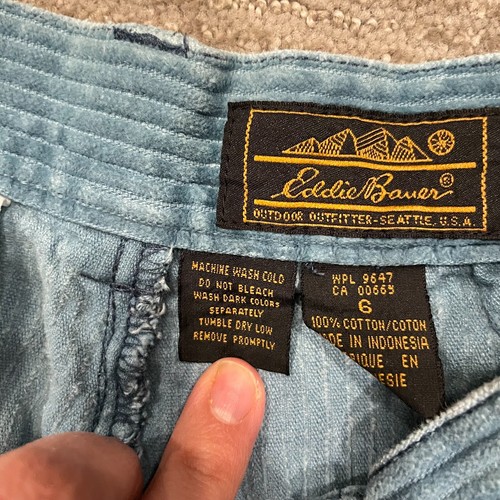 Eddie Bauer®
OUTDOOR OUTFITTER-SEATTLE, U.S.A.
MACHINE WASH COLD
DO NOT BLEACH
WASH DARK COLORS
SEPARATELY
TUMBLE DRY LOW
REMOVE PROMPTLY
WPL 9647
CA 00665
6
100% COTTON/COTON
DE IN INDONESIA
RIQUE EN
ESIE